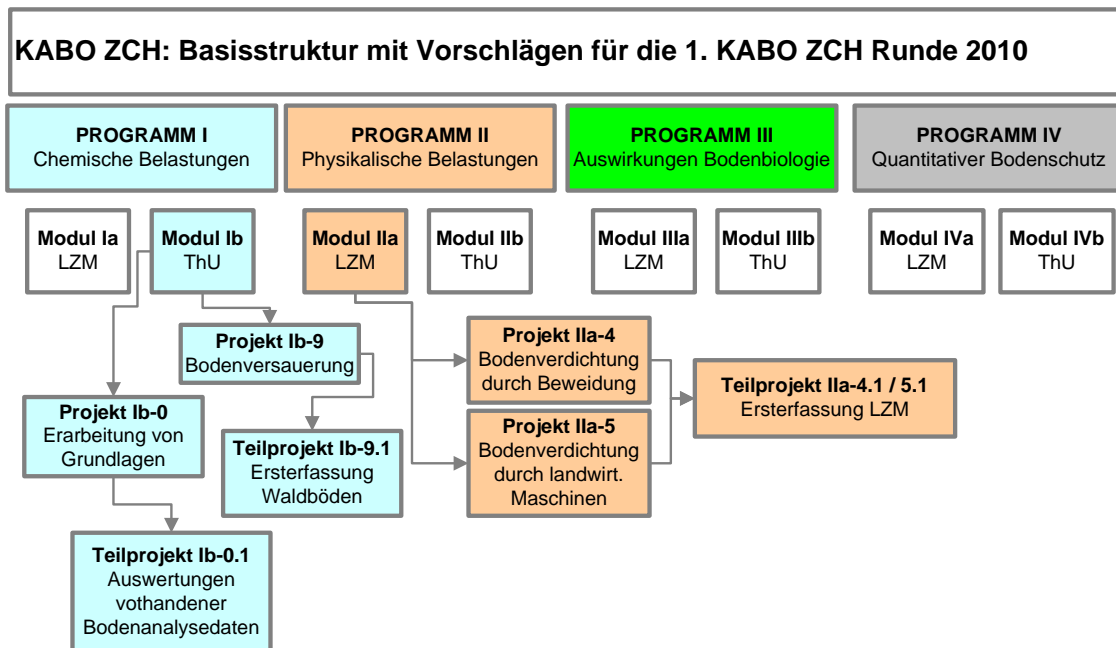 KABO ZCH: Basisstruktur mit Vorschlägen für die 1. KABO ZCH Runde 2010
PROGRAMM I
Chemische Belastungen
PROGRAMM II
Physikalische Belastungen
PROGRAMM III
Auswirkungen Bodenbiologie
PROGRAMM IV
Quantitativer Bodenschutz
Modul Ia
LZM
Modul Ib
ThU
Modul IIa
LZM
Modul IIb
ThU
Modul IIIa
LZM
Modul IIIb
ThU
Modul IVa
LZM
Modul IVb
ThU
Projekt Ib-9
Bodenversauerung
Projekt IIa-4
Bodenverdichtung
durch Beweidung
Teilprojekt IIa-4.1 / 5.1
Ersterfassung LZM
Projekt Ib-0
Erarbeitung von
Grundlagen
Teilprojekt Ib-9.1
Ersterfassung
Waldböden
Projekt IIa-5
Bodenverdichtung
durch landwirt.
Maschinen
Teilprojekt Ib-0.1
Auswertungen
vothandener
Bodenanalysedaten